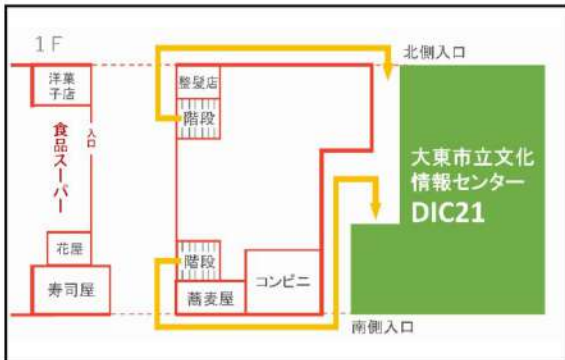 1F
北側入口
洋菓
子店
整髪店
階段
食品スーパー
入口
大東市立文化
情報センター
DIC21
花屋
階段
コンビニ
寿司屋
蕎麦屋
南側入口